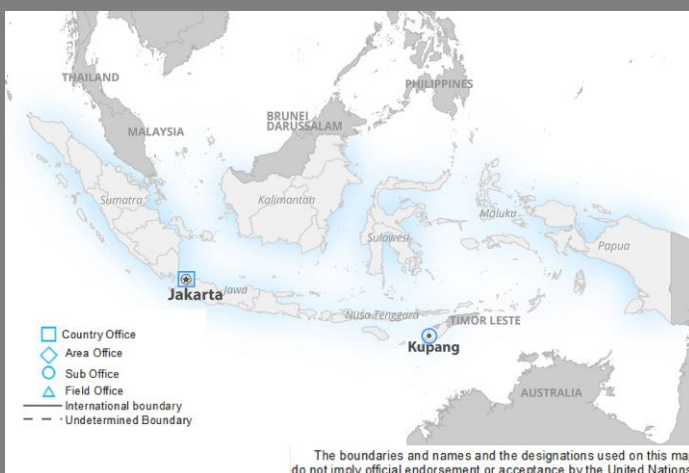 THAILAND
PHILIPPINES
BRUNEI
DARUSSALAM
MALAYSIA
Sumatra
Kalimantan
Maluka
Sulawesi
Papua
Jakarta
Jawa
Nusa Tenggara
TIMOR LESTE
Kupang
Country Office
Area Office
Sub Office
Field Office
International boundary
Undetermined Boundary
AUSTRALIA
The boundaries and names and the designations used on this ma
do not imply official endorsement or acceptance by the United Nations